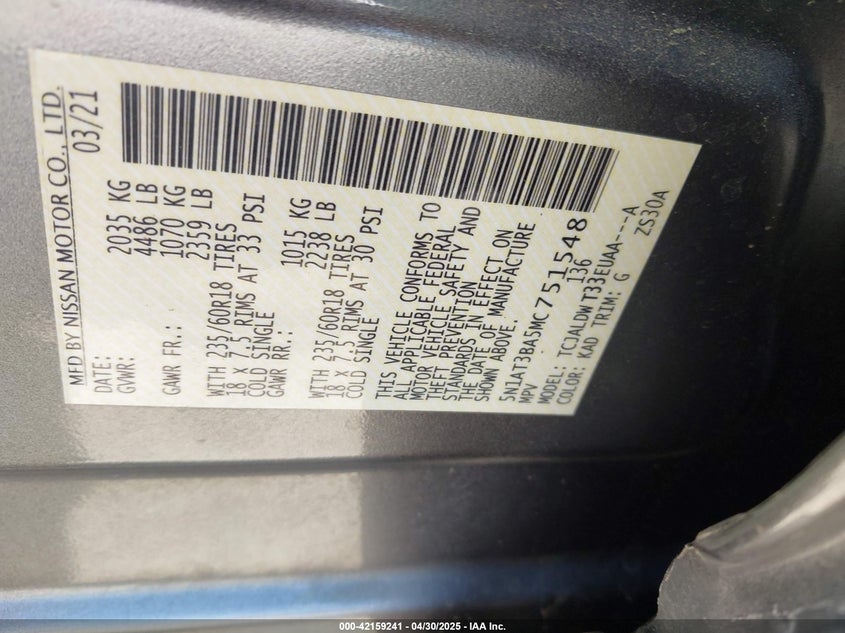 MFD BY NISSAN MOTOR CO., LTD.
DATE: 03/21
GVWR: 2035 KG
4486 LB
GAWR FR.: 1070 KG
2359 LB
WITH 235/60R18 TIRES
18 X 7.5 RIMS AT 33 PSI
COLD SINGLE
GAWR RR.: 1015 KG
2238 LB
WITH 235/60R18 TIRES
18 X 7.5 RIMS AT 30 PSI
COLD SINGLE
THIS VEHICLE CONFORMS TO
ALL APPLICABLE FEDERAL
MOTOR VEHICLE SAFETY AND
THEFT PREVENTION
STANDARDS IN EFFECT ON
THE DATE OF MANUFACTURE
SHOWN ABOVE.
5N1AT3BA5MC751548
MPV 136
MODEL: TCJALDWT33EUAA---A
COLOR: KAD TRIM: G ZS30A
000-42159241 - 04/30/2025 - IAA Inc.